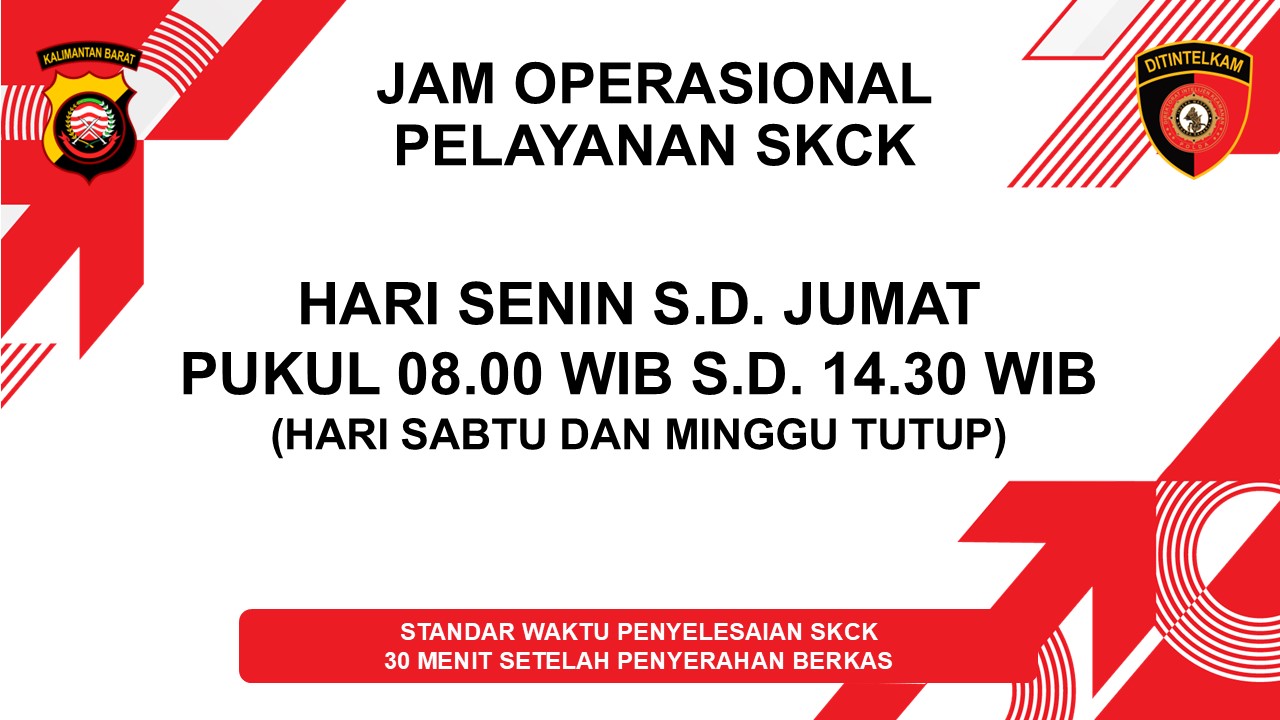 KALIMANTAN BARAT
DITINTELKAM
JAM OPERASIONAL
PELAYANAN SKCK
HARI SENIN S.D. JUMAT
PUKUL 08.00 WIB S.D. 14.30 WIB
(HARI SABTU DAN MINGGU TUTUP)
STANDAR WAKTU PENYELESAIAN SKCK
30 MENIT SETELAH PENYERAHAN BERKAS